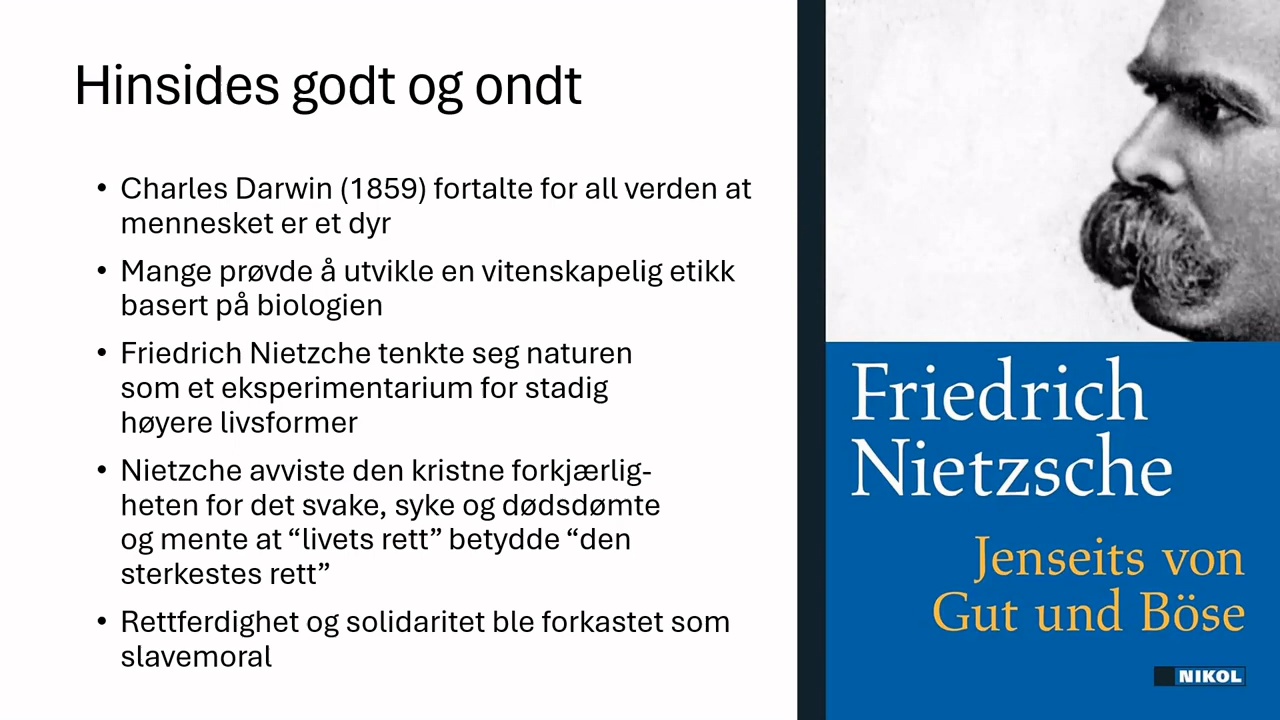 Hinsides godt og ondt
• Charles Darwin (1859) fortalte for all verden at
mennesket er et dyr
• Mange prøvde å utvikle en vitenskapelig etikk
basert på biologien
• Friedrich Nietzche tenkte seg naturen
som et eksperimentarium for stadig
høyere livsformer
• Nietzche avviste den kristne forkjærlig-
heten for det svake, syke og dødsdømte
og mente at “livets rett” betydde “den
sterkestes rett”
• Rettferdighet og solidaritet ble forkastet som
slavemoral
Friedrich
Nietzsche
Jenseits von
Gut und Böse
NIKOL